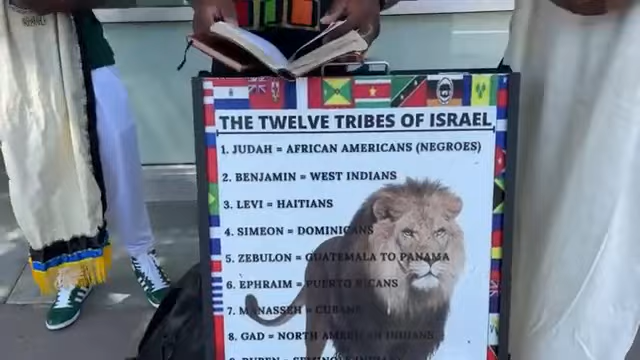 THE TWELVE TRIBES OF ISRAEL
1. JUDAH = AFRICAN AMERICANS (NEGROES)
2. BENJAMIN = WEST INDIANS
3. LEVI = HAITIANS
4. SIMEON = DOMINICANS
5. ZEBULON = GUATEMALA TO PANAMA
6. EPHRAIM = PUERTO RICANS
7. MANASSEH = CUBANS
8. GAD = NORTH AMERICAN INDIANS